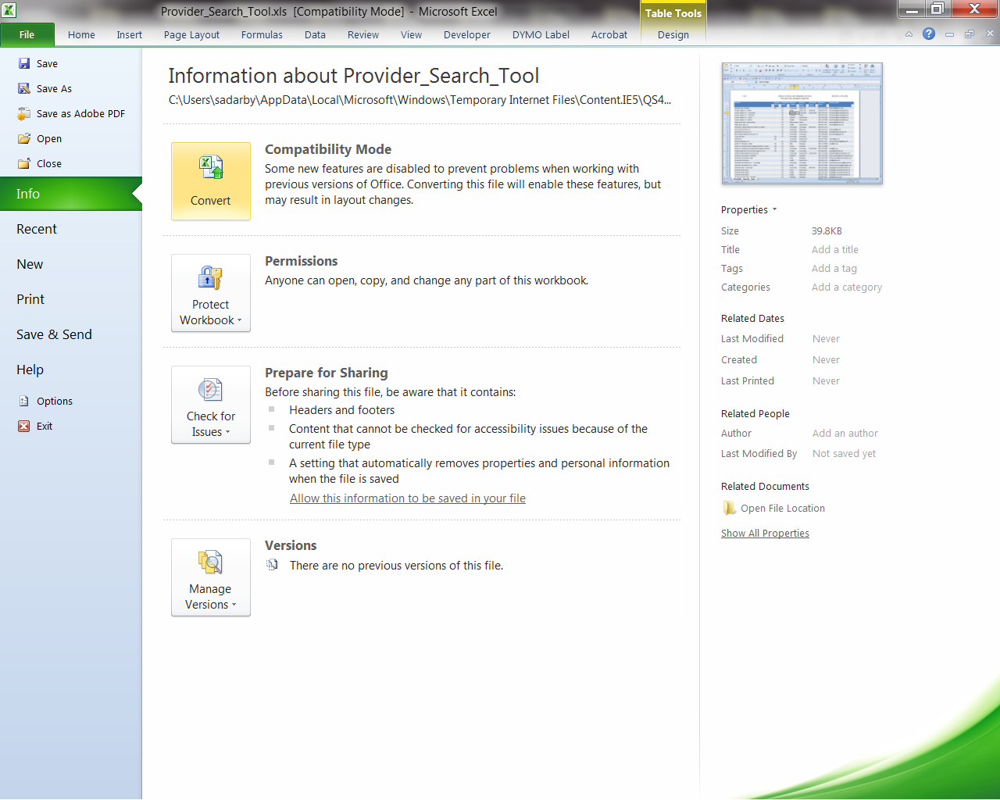 Provider_Search_Tool.xls [Compatibility Mode] - Microsoft Excel
Table Tools
File
Home
Insert
Page Layout
Formulas
Data
Review
View
Developer
DYMO Label
Acrobat
Design
Save
Save As
Save as Adobe PDF
Open
Close
Info
Recent
New
Print
Save & Send
Help
Options
Exit
Information about Provider_Search_Tool
C:\Users\sadarby\AppData\Local\Microsoft\Windows\Temporary Internet Files\Content.IE5\QS4...
Convert
Compatibility Mode
Some new features are disabled to prevent problems when working with
previous versions of Office. Converting this file will enable these features, but
may result in layout changes.
Protect
Workbook
Permissions
Anyone can open, copy, and change any part of this workbook.
Check for
Issues
Prepare for Sharing
Before sharing this file, be aware that it contains:
Headers and footers
Content that cannot be checked for accessibility issues because of the
current file type
A setting that automatically removes properties and personal information
when the file is saved
Allow this information to be saved in your file
Manage
Versions
Versions
There are no previous versions of this file.
Properties
Size 39.8KB
Title Add a title
Tags Add a tag
Categories Add a category
Related Dates
Last Modified Never
Created Never
Last Printed Never
Related People
Author Add an author
Last Modified By Not saved yet
Related Documents
Open File Location
Show All Properties